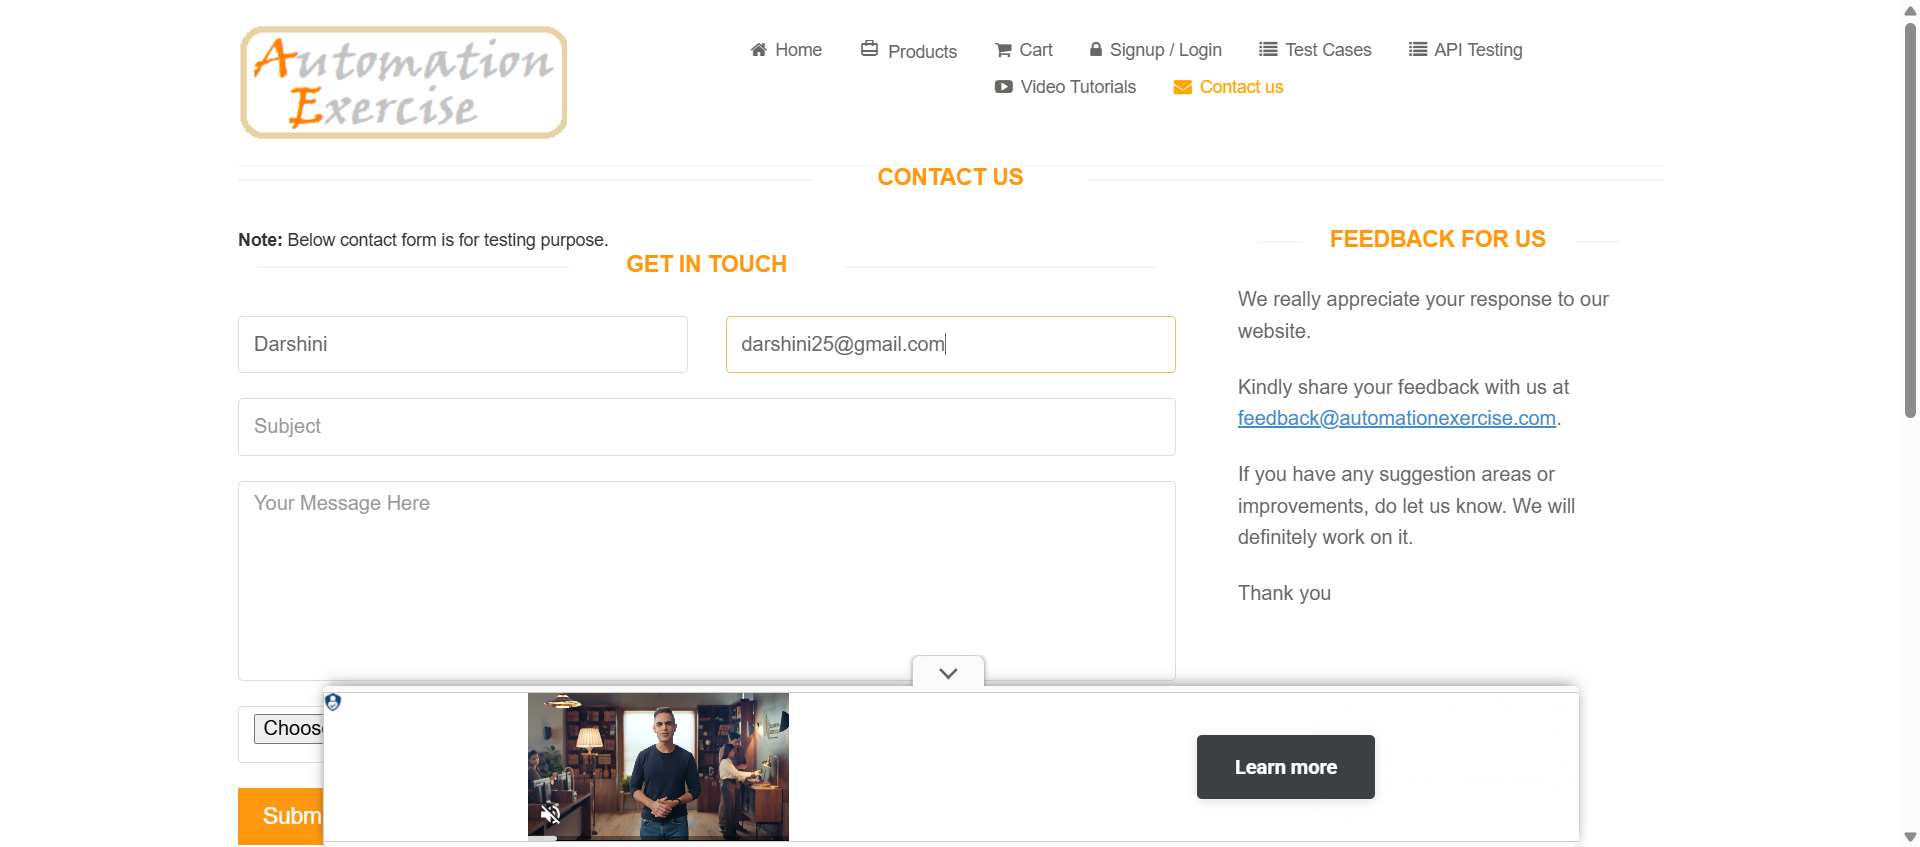 Automation
Exercise
Home
Products
Cart
Signup / Login
Test Cases
API Testing
Video Tutorials
Contact us
CONTACT US
Note: Below contact form is for testing purpose.
GET IN TOUCH
Darshini
darshini25@gmail.com
Subject
Your Message Here
Choos
Subm
FEEDBACK FOR US
We really appreciate your response to our
website.
Kindly share your feedback with us at
feedback@automationexercise.com.
If you have any suggestion areas or
improvements, do let us know. We will
definitely work on it.
Thank you
Learn more